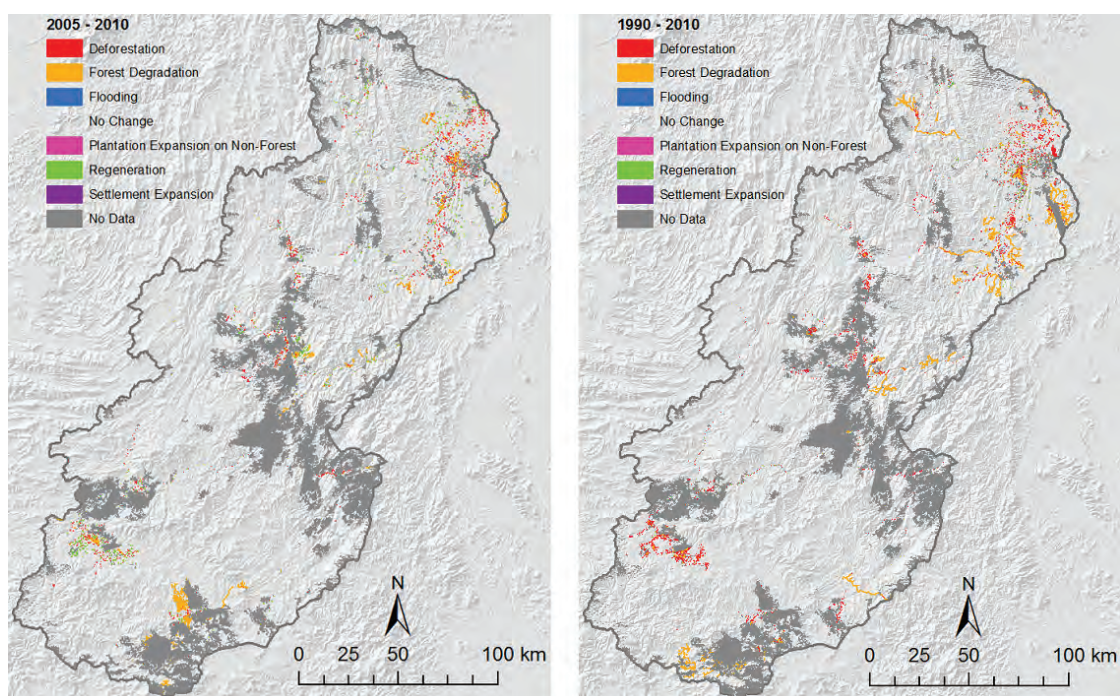 2005 - 2010
Deforestation
Forest Degradation
Flooding
No Change
Plantation Expansion on Non-Forest
Regeneration
Settlement Expansion
No Data
N
0 25 50 100 km
1990 - 2010
Deforestation
Forest Degradation
Flooding
No Change
Plantation Expansion on Non-Forest
Regeneration
Settlement Expansion
No Data
N
0 25 50 100 km